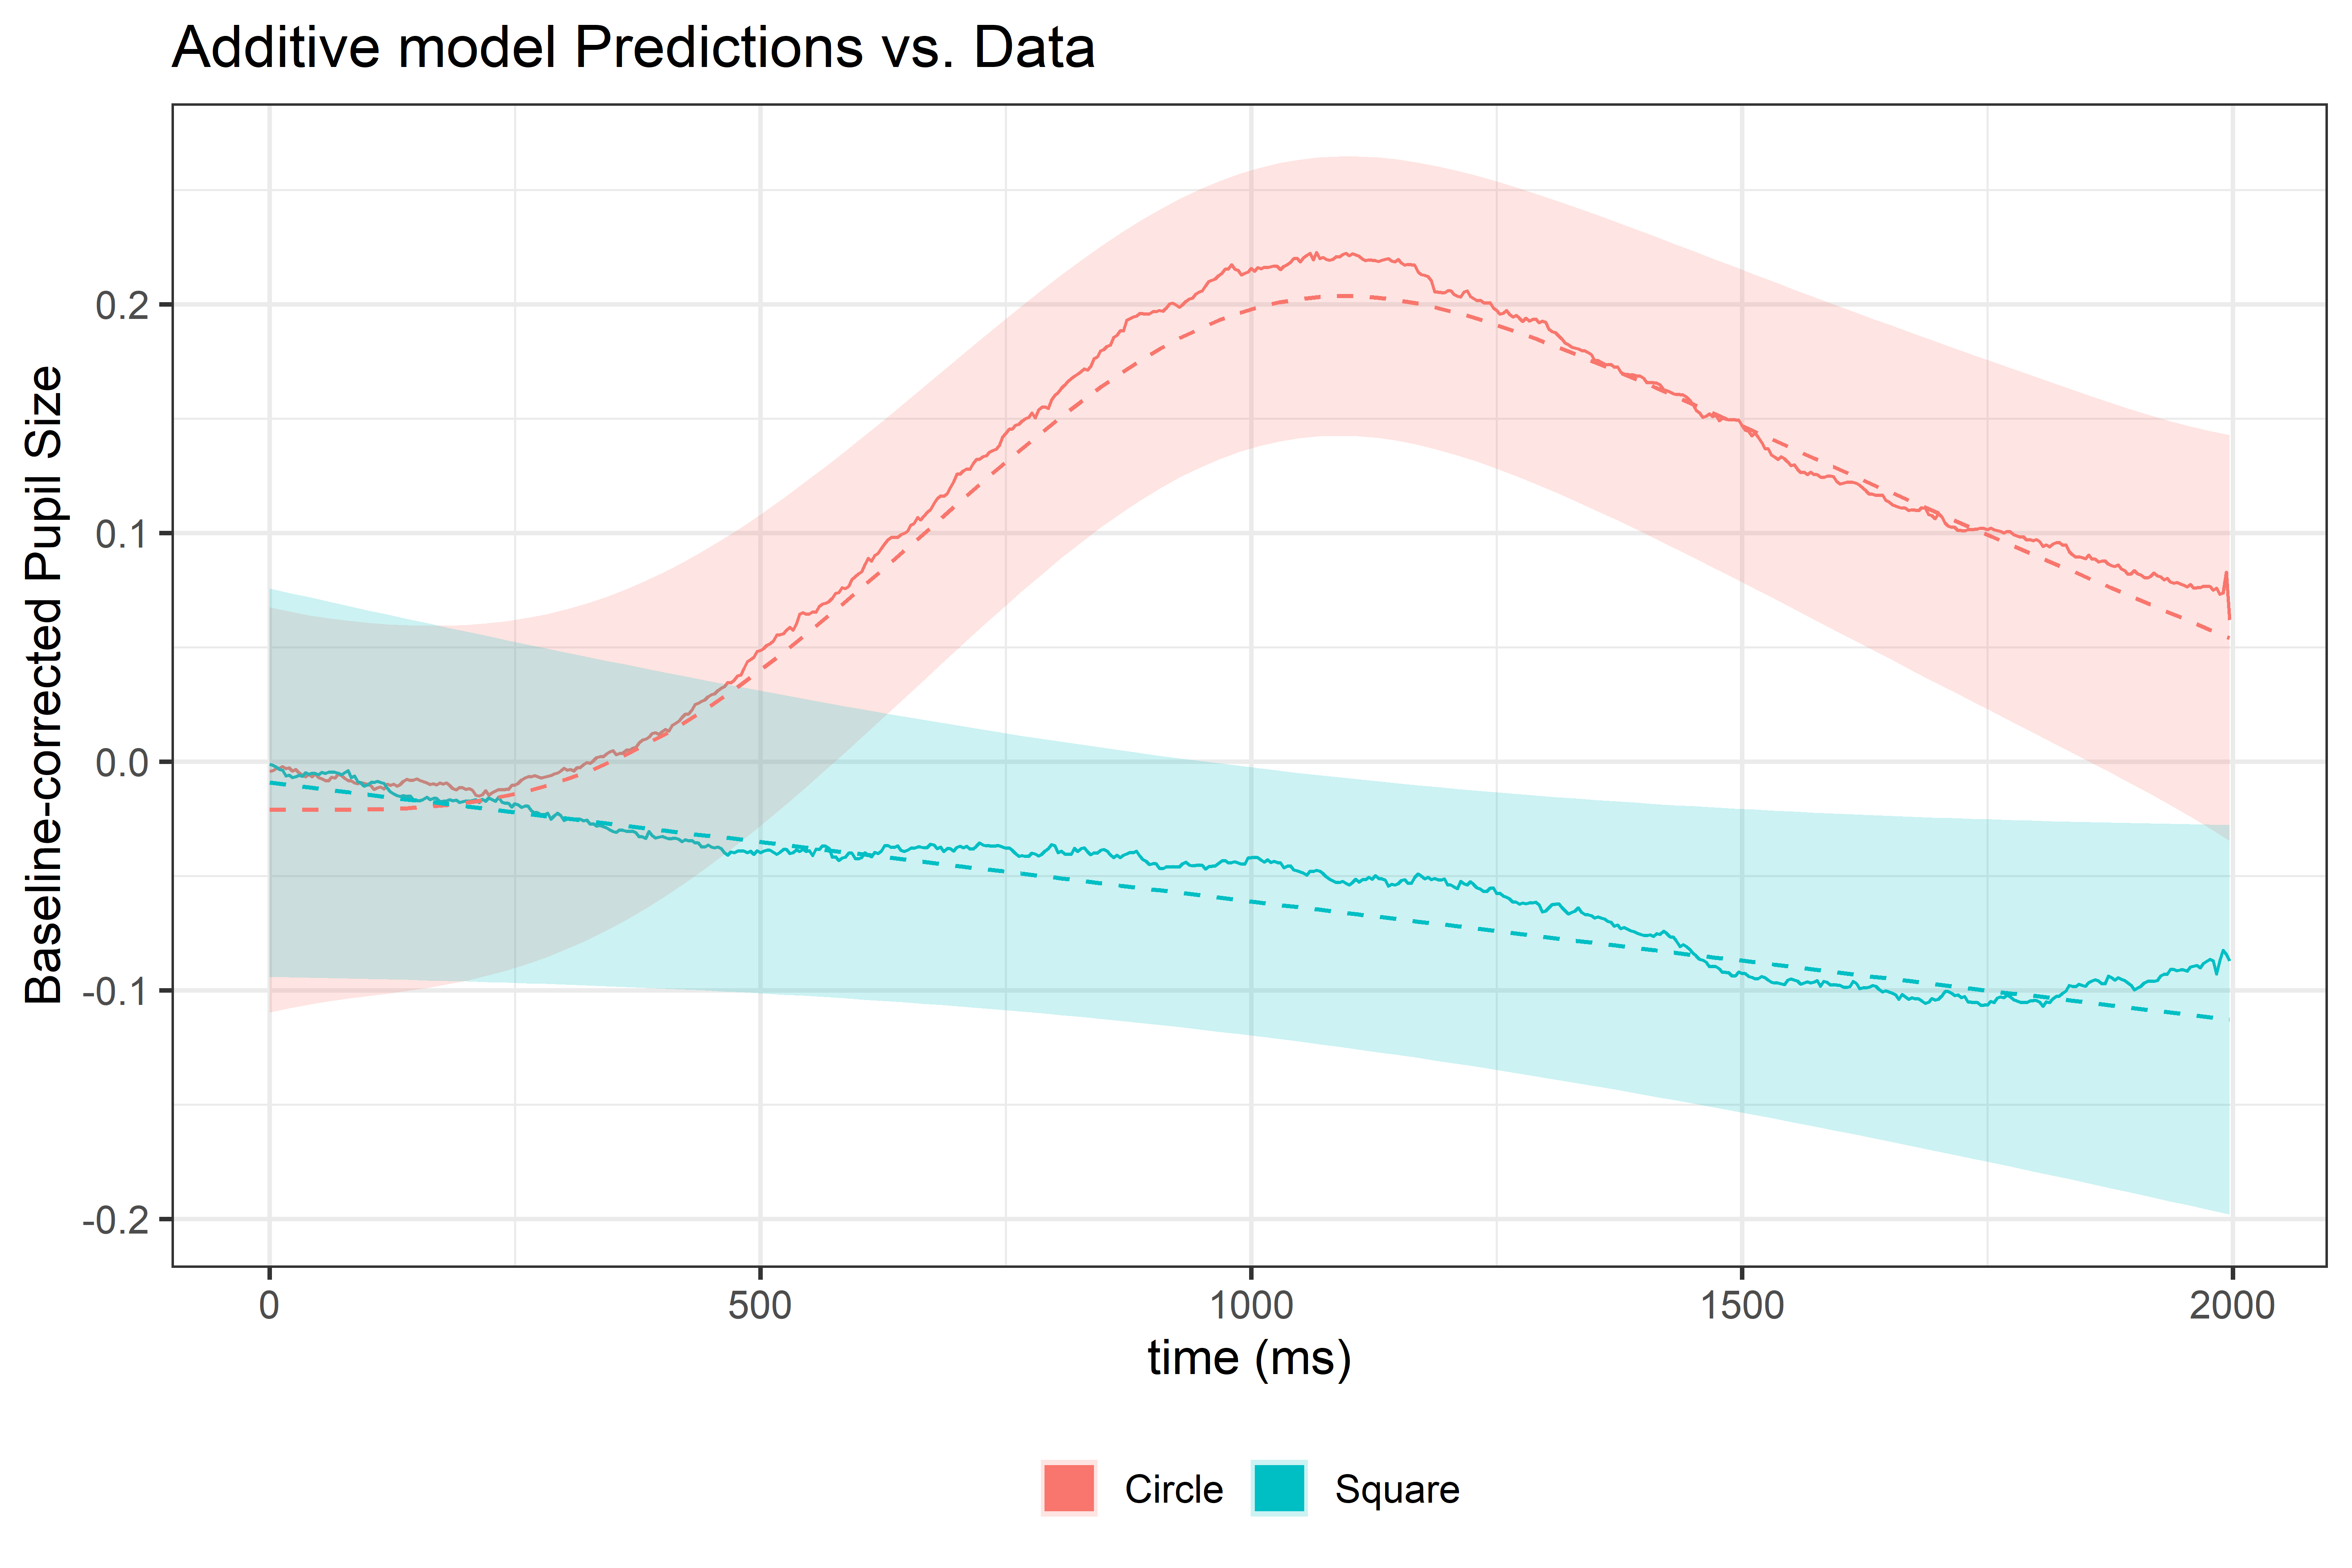 Additive model Predictions vs. Data
Baseline-corrected Pupil Size
0.2
0.1
0.0
-0.1
-0.2
0 500 1000 1500 2000
time (ms)
Circle Square